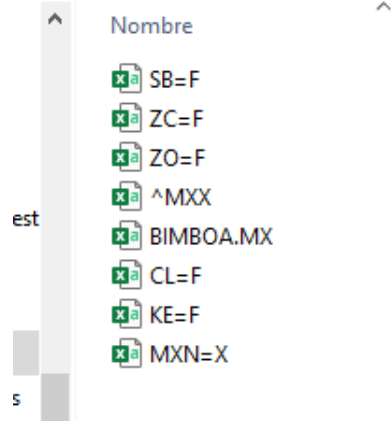 Nombre
SB=F
ZC=F
ZO=F
^MXX
est
BIMBOA.MX
CL=F
KE=F
MXN=X
s